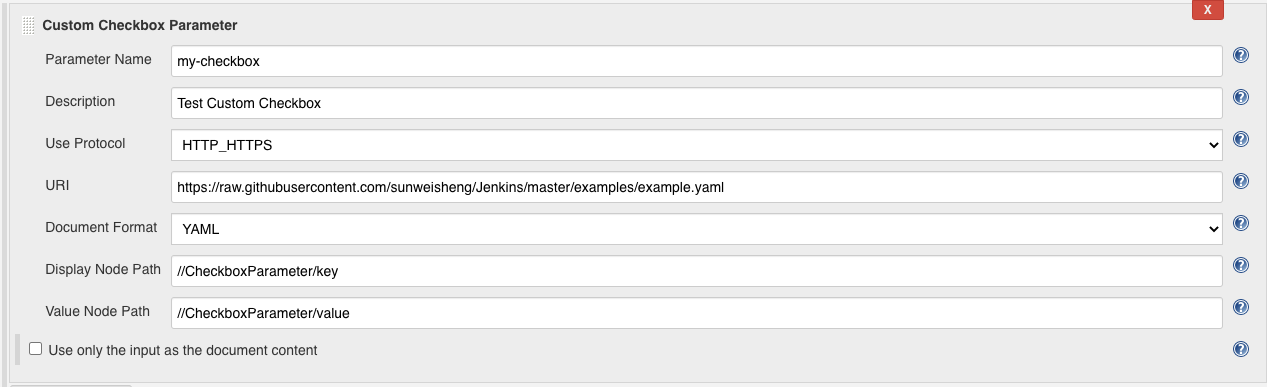 X
Custom Checkbox Parameter
Parameter Name my-checkbox ?
Description Test Custom Checkbox ?
Use Protocol HTTP_HTTPS ?
URI https://raw.githubusercontent.com/sunweisheng/Jenkins/master/examples/example.yaml ?
Document Format YAML ?
Display Node Path //CheckboxParameter/key ?
Value Node Path //CheckboxParameter/value ?
Use only the input as the document content ?